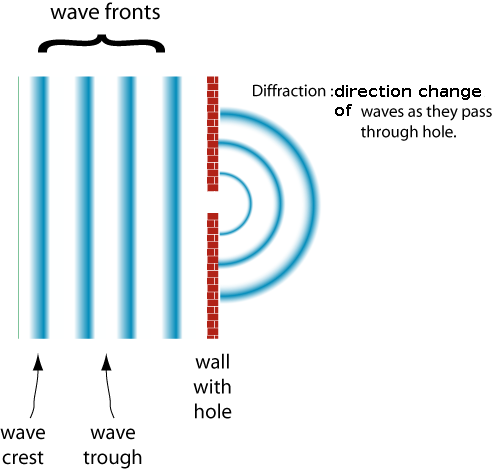 wave fronts
Diffraction : direction change
of waves as they pass
through hole.
wall
with
hole
wave
crest
wave
trough